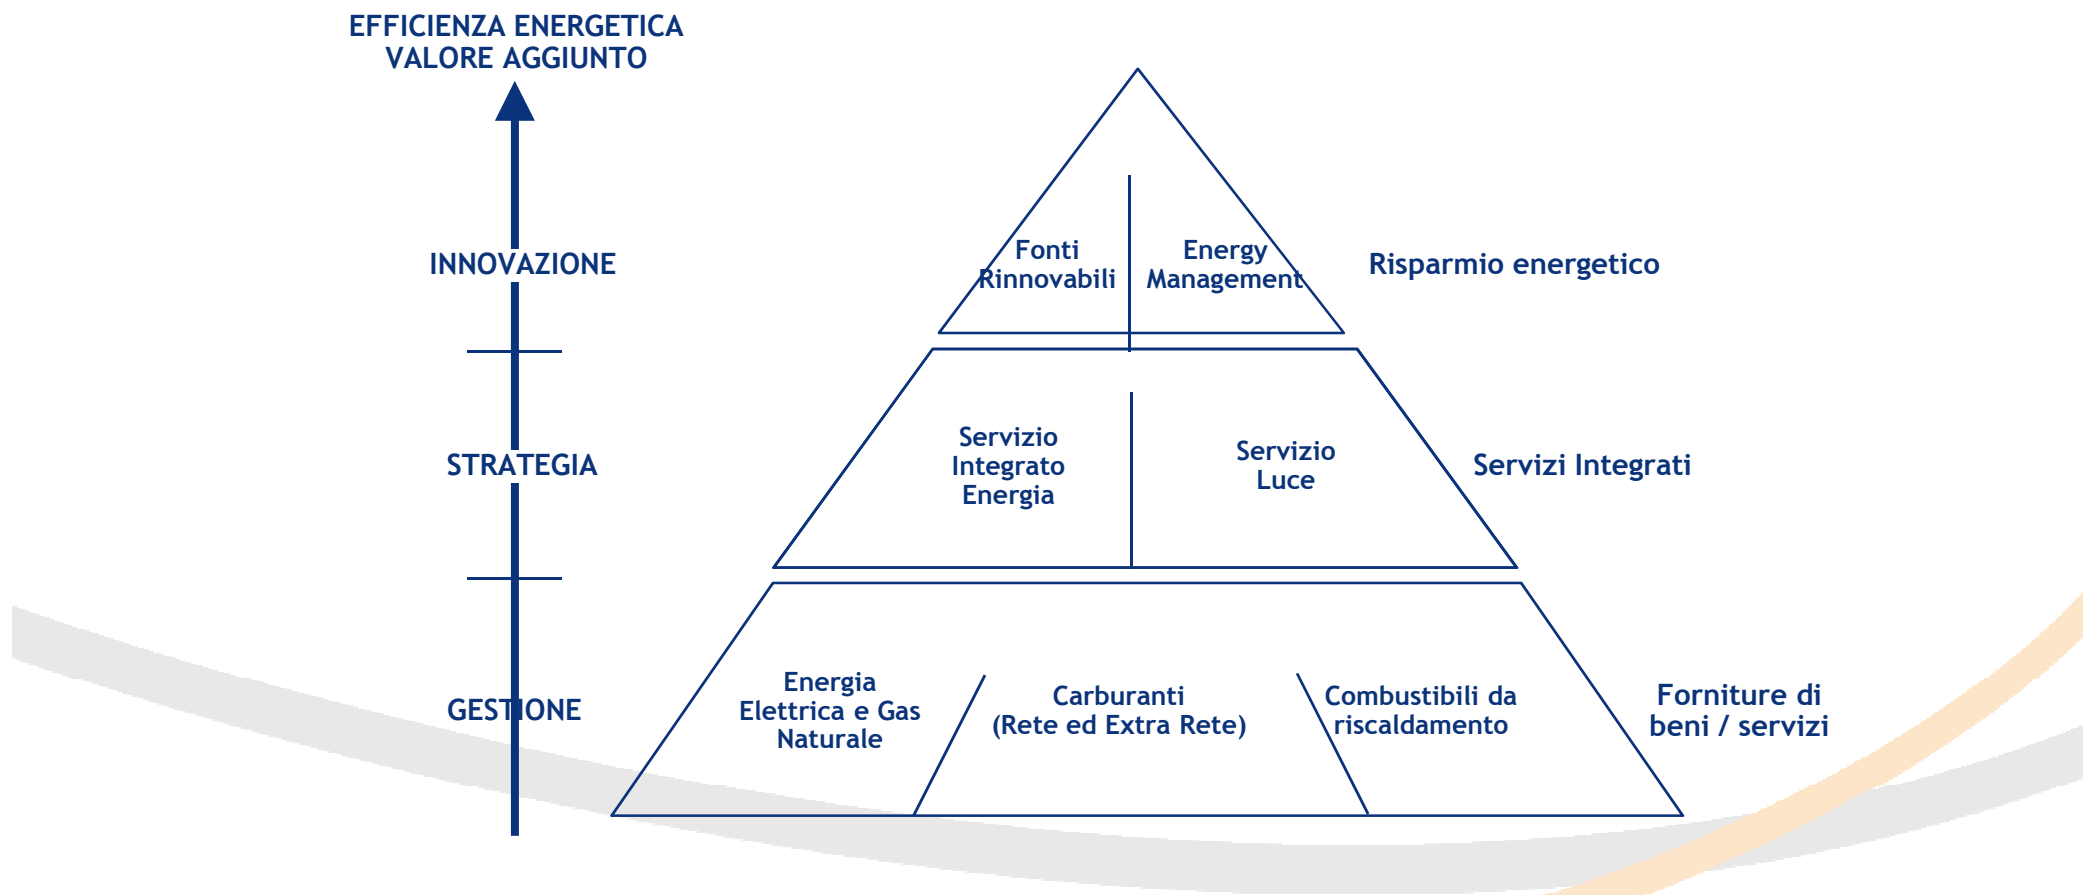 EFFICIENZA ENERGETICA
VALORE AGGIUNTO
INNOVAZIONE
Fonti
Rinnovabili
Energy
Management
Risparmio energetico
STRATEGIA
Servizio
Integrato
Energia
Servizio
Luce
Servizi Integrati
GESTIONE
Energia
Elettrica e Gas
Naturale
Carburanti
(Rete ed Extra Rete)
Combustibili da
riscaldamento
Forniture di
beni / servizi